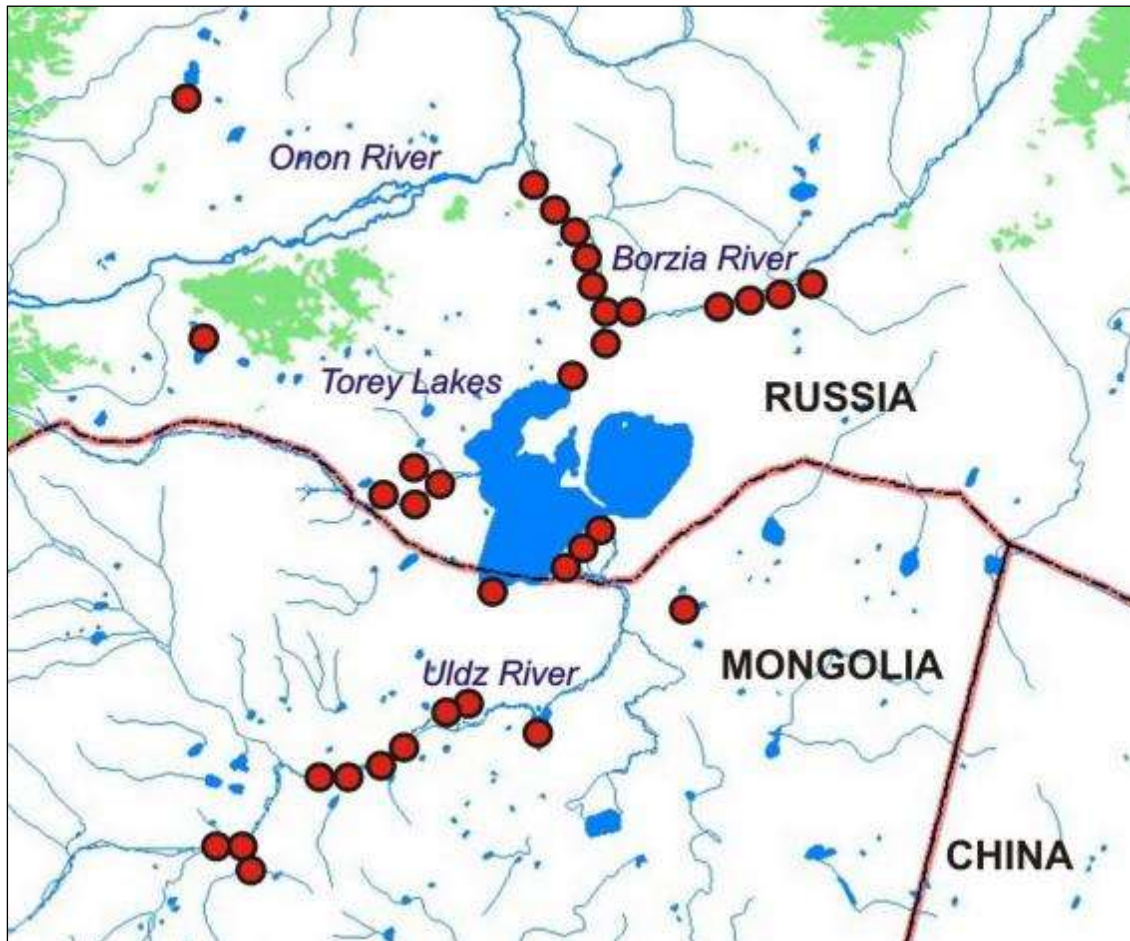 Onon River
Borzia River
Torey Lakes
RUSSIA
Uldz River
MONGOLIA
CHINA